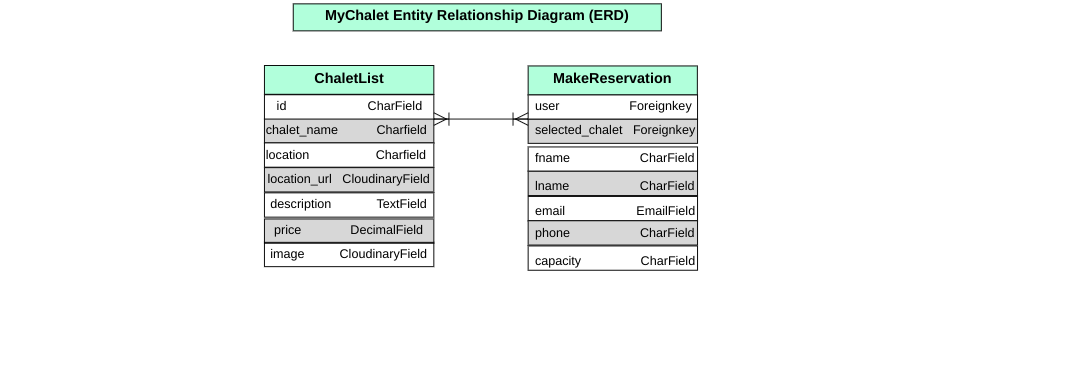 MyChalet Entity Relationship Diagram (ERD)
ChaletList
id CharField
chalet_name Charfield
location Charfield
location_url CloudinaryField
description TextField
price DecimalField
image CloudinaryField
MakeReservation
user Foreignkey
selected_chalet Foreignkey
fname CharField
lname CharField
email EmailField
phone CharField
capacity CharField